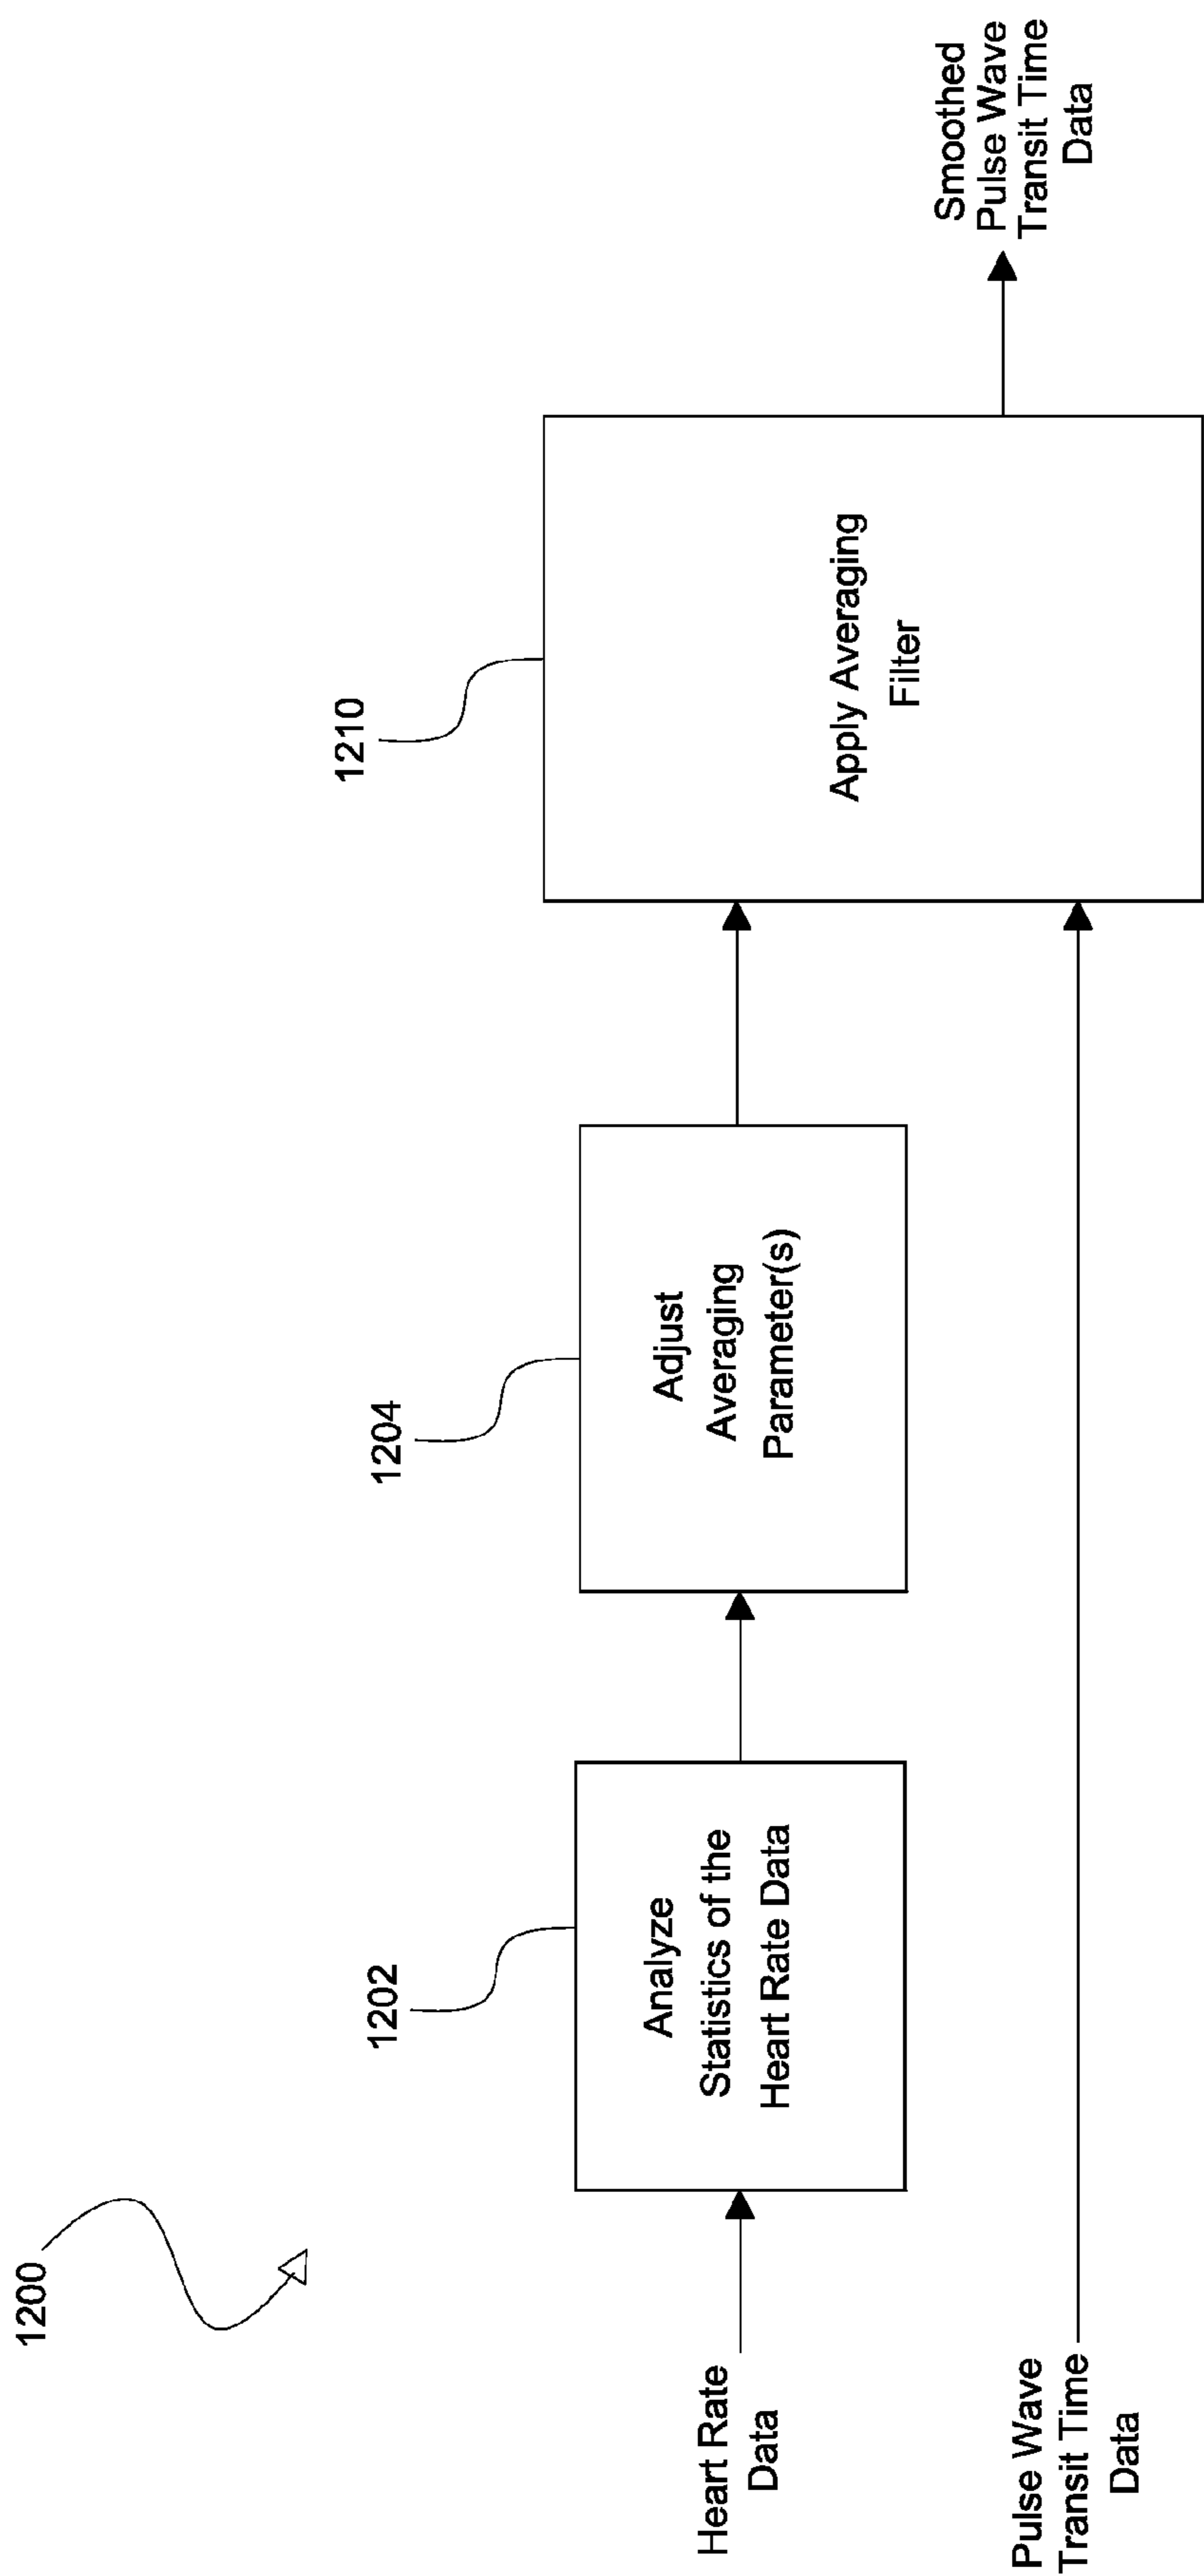 1200
1202
1204
1210
Heart Rate
Data
Analyze
Statistics of the
Heart Rate Data
Adjust
Averaging
Parameter(s)
Apply Averaging
Filter
Pulse Wave
Transit Time
Data
Smoothed
Pulse Wave
Transit Time
Data